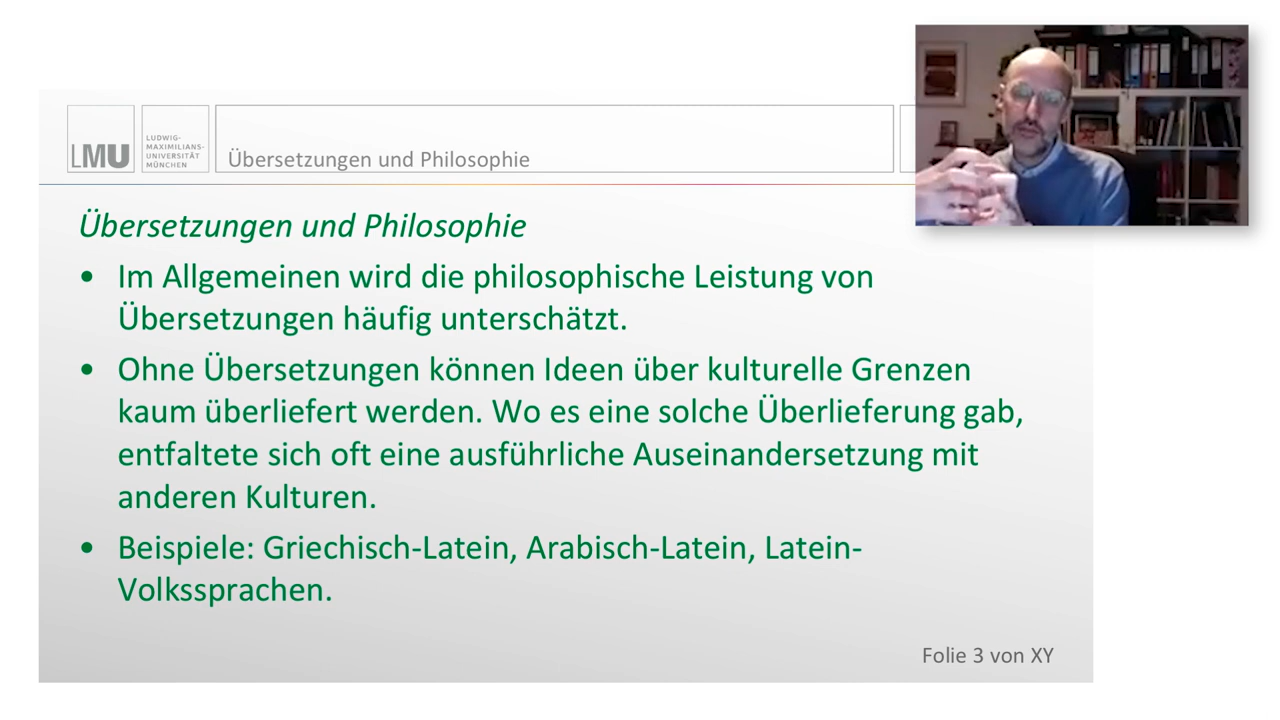 LMU
LUDWIG-
MAXIMILIANS-
UNIVERSITÄT
MÜNCHEN
Übersetzungen und Philosophie
Übersetzungen und Philosophie
• Im Allgemeinen wird die philosophische Leistung von
Übersetzungen häufig unterschätzt.
• Ohne Übersetzungen können Ideen über kulturelle Grenzen
kaum überliefert werden. Wo es eine solche Überlieferung gab,
entfaltete sich oft eine ausführliche Auseinandersetzung mit
anderen Kulturen.
• Beispiele: Griechisch-Latein, Arabisch-Latein, Latein-
Volkssprachen.
Folie 3 von XY